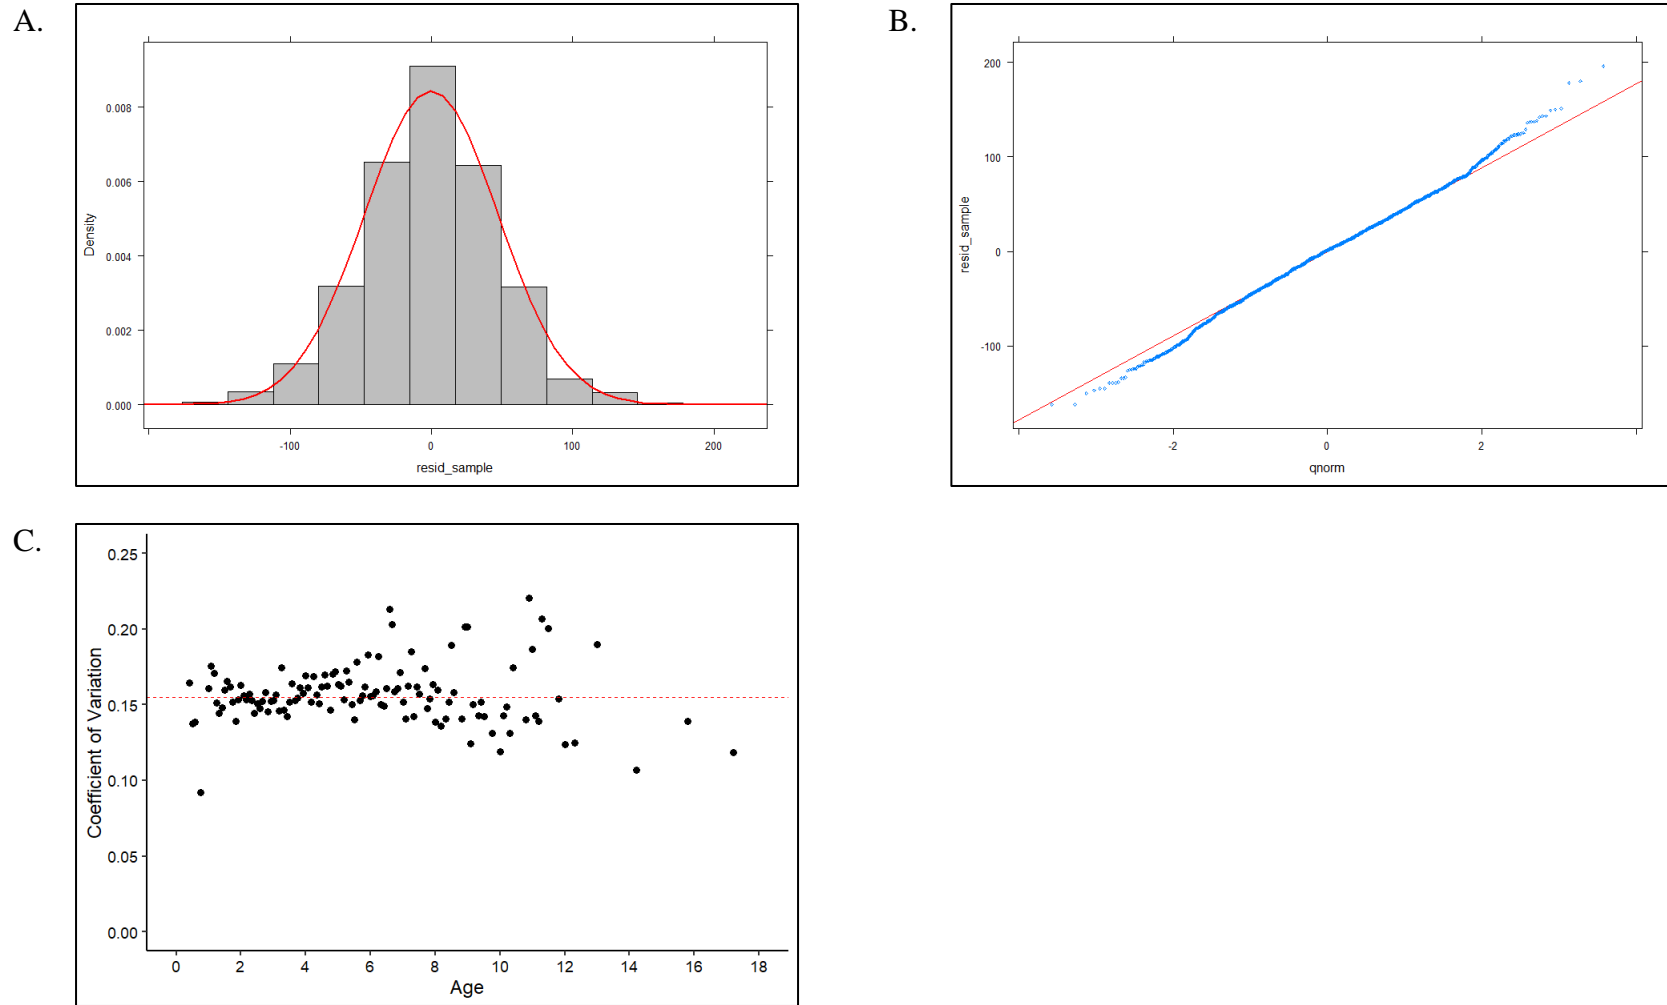 A.
0.008
0.006
0.004
0.002
0.000
Density
-100 0 100 200
resid_sample
B.
200
100
0
-100
resid_sample
-2 0 2
qnorm
C.
0.25
0.20
0.15
0.10
0.05
0.00
Coefficient of Variation
0 2 4 6 8 10 12 14 16 18
Age